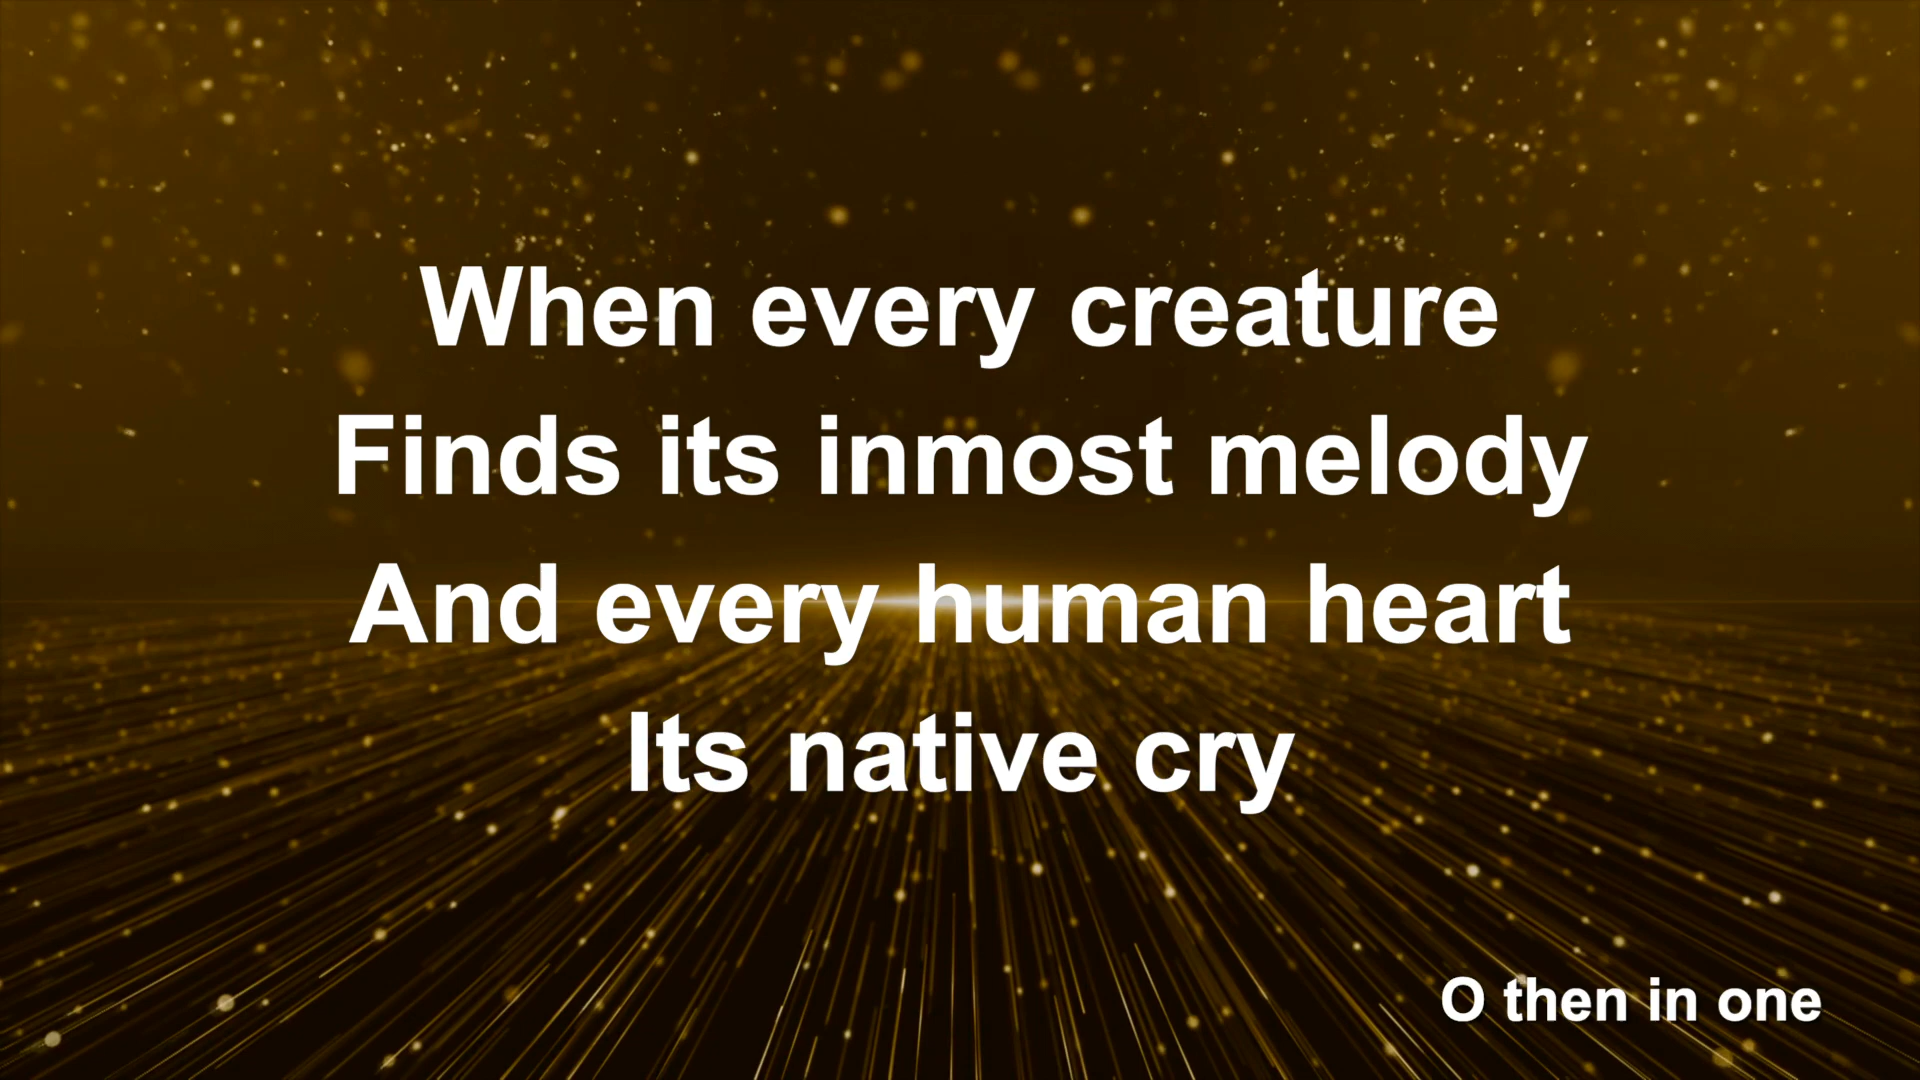 When every creature
Finds its inmost melody
And every human heart
Its native cry
O then in one